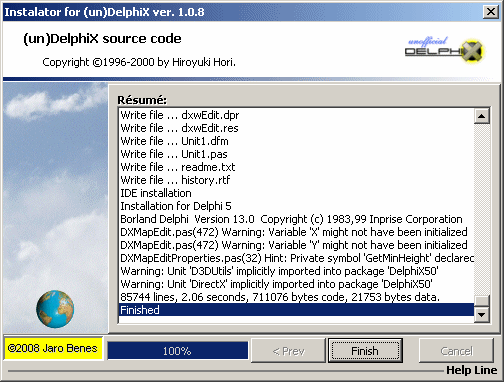 Instalator for (un)DelphiX ver. 1.0.8
(un)DelphiX source code
Copyright ©1996-2000 by Hiroyuki Hori.
unofficial
DELPHIX
Résumé:
Write file ... dxwEdit.dpr
Write file ... dxwEdit.res
Write file ... Unit1.dfm
Write file ... Unit1.pas
Write file ... readme.txt
Write file ... history.rtf
IDE installation
Installation for Delphi 5
Borland Delphi  Version 13.0  Copyright (c) 1983,99 Inprise Corporation
DXMapEdit.pas(472) Warning: Variable 'X' might not have been initialized
DXMapEdit.pas(472) Warning: Variable 'Y' might not have been initialized
DXMapEditProperties.pas(32) Hint: Private symbol 'GetMinHeight' declared
Warning: Unit 'D3DUtils' implicitly imported into package 'DelphiX50'
Warning: Unit 'DirectX' implicitly imported into package 'DelphiX50'
85744 lines, 2.06 seconds, 711076 bytes code, 21753 bytes data.
Finished
©2008 Jaro Benes
100%
< Prev
Finish
Cancel
Help Line